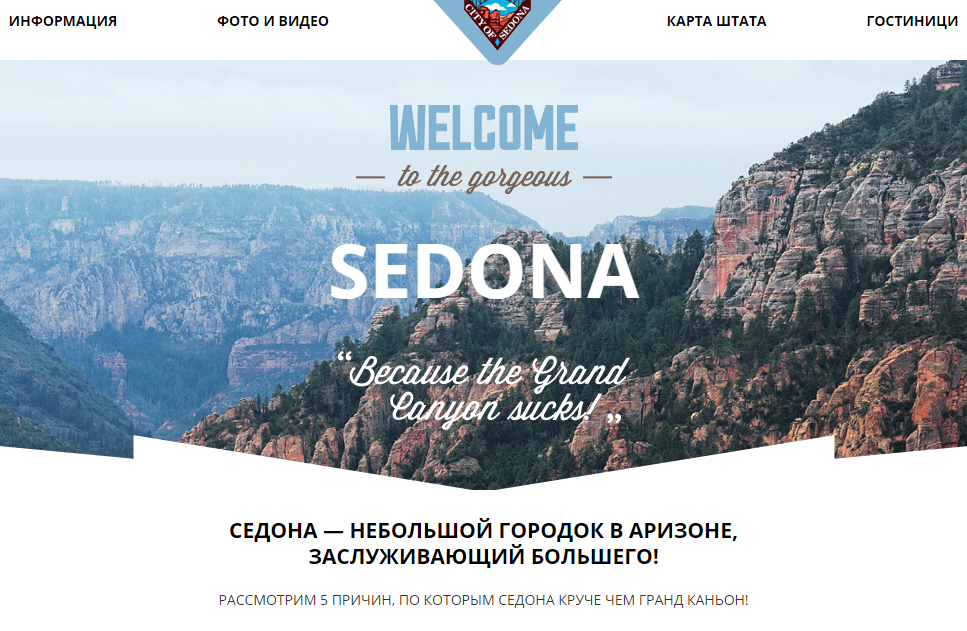 ИНФОРМАЦИЯ ФОТО И ВИДЕО КАРТА ШТАТА ГОСТИНИЦИ
CITY OF SEDONA
WELCOME
to the gorgeous
SEDONA
“Because the Grand
Canyon sucks!”
СЕДОНА — НЕБОЛЬШОЙ ГОРОДОК В АРИЗОНЕ,
ЗАСЛУЖИВАЮЩИЙ БОЛЬШЕГО!
РАССМОТРИМ 5 ПРИЧИН, ПО КОТОРЫМ СЕДОНА КРУЧЕ ЧЕМ ГРАНД КАНЬОН!